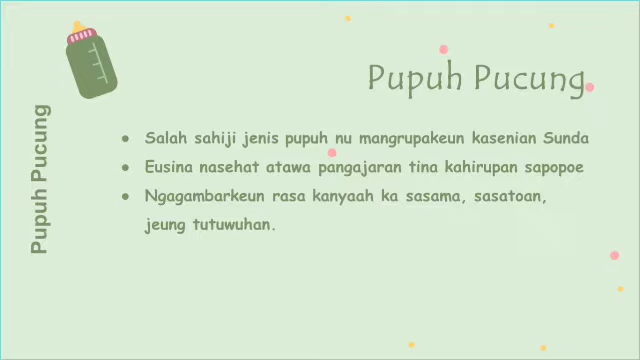 Pupuh Pucung
Pupuh Pucung
● Salah sahiji jenis pupuh nu mangrupakeun kasenian Sunda
● Eusina nasehat atawa pangajaran tina kahirupan sapopoe
● Ngagambarkeun rasa kanyaah ka sasama, sasatoan,
jeung tutuwuhan.